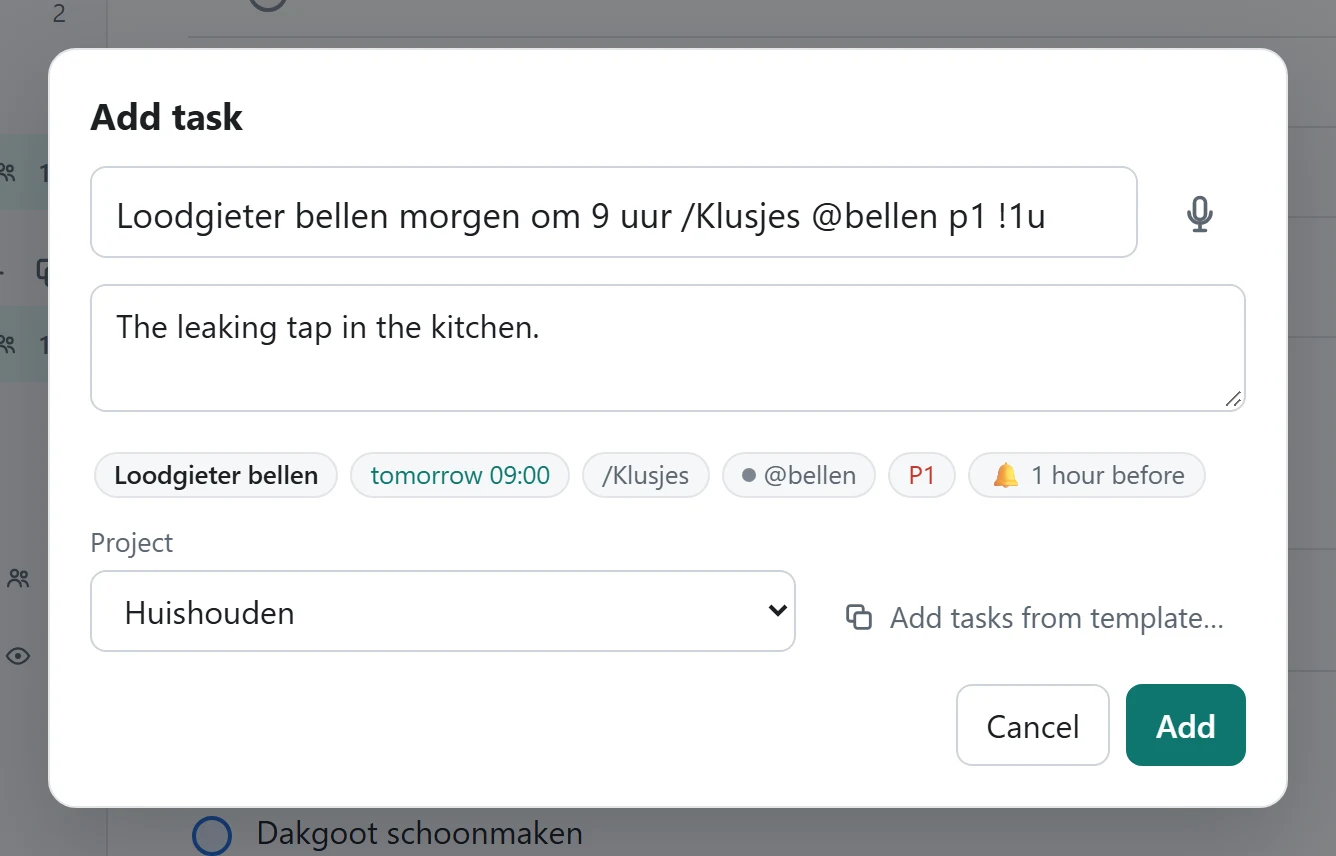 2
Add task
Loodgieter bellen morgen om 9 uur /Klusjes @bellen p1 !1u
The leaking tap in the kitchen.
Loodgieter bellen tomorrow 09:00 /Klusjes @bellen P1 1 hour before
Project
Huishouden
Add tasks from template...
Cancel Add
Dakgoot schoonmaken